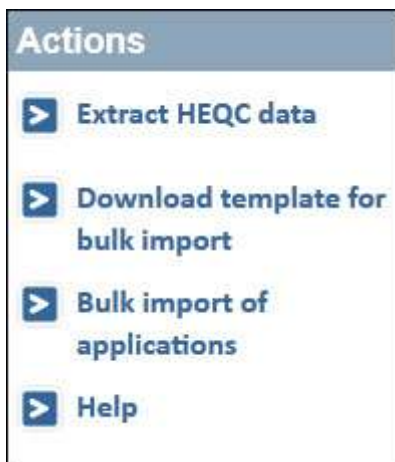 Actions
Extract HEQC data
Download template for
bulk import
Bulk import of
applications
Help